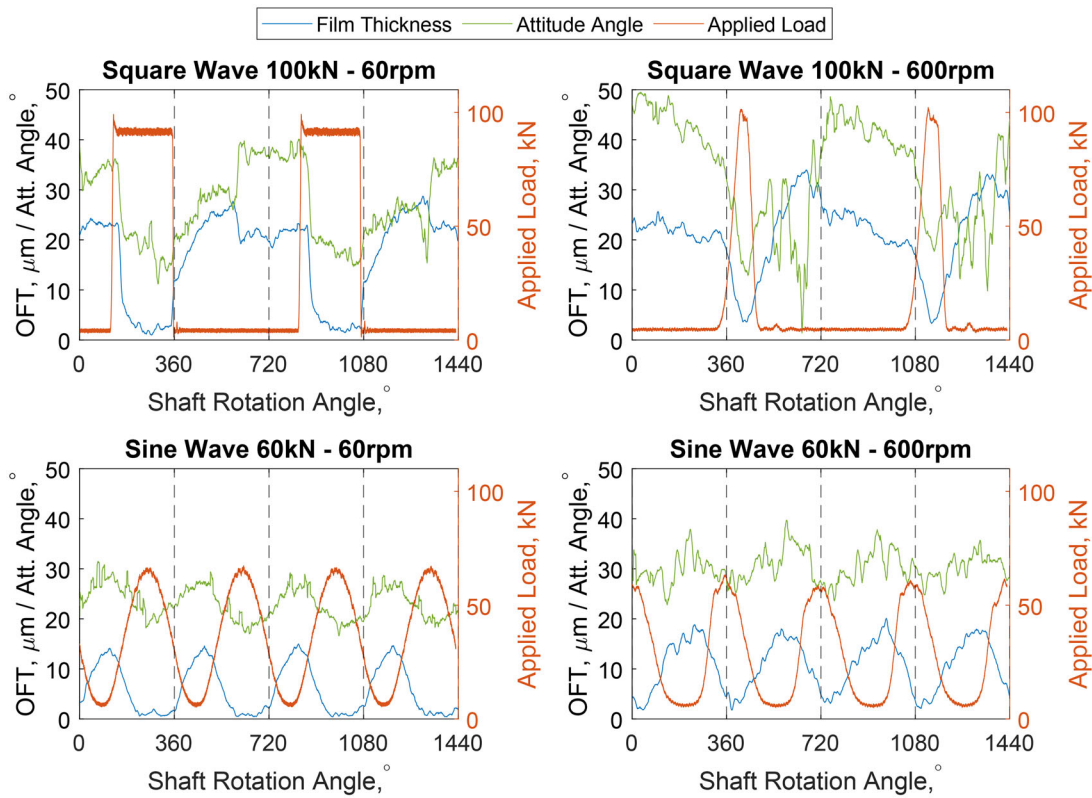 Film Thickness Attitude Angle Applied Load
Square Wave 100kN - 60rpm
OFT, μm / Att. Angle,°
50
40
30
20
10
0
100
50
0
Applied Load, kN
0 360 720 1080 1440
Shaft Rotation Angle,°
Square Wave 100kN - 600rpm
OFT, μm / Att. Angle,°
50
40
30
20
10
0
100
50
0
Applied Load, kN
0 360 720 1080 1440
Shaft Rotation Angle,°
Sine Wave 60kN - 60rpm
OFT, μm / Att. Angle,°
50
40
30
20
10
0
100
50
0
Applied Load, kN
0 360 720 1080 1440
Shaft Rotation Angle,°
Sine Wave 60kN - 600rpm
OFT, μm / Att. Angle,°
50
40
30
20
10
0
100
50
0
Applied Load, kN
0 360 720 1080 1440
Shaft Rotation Angle,°